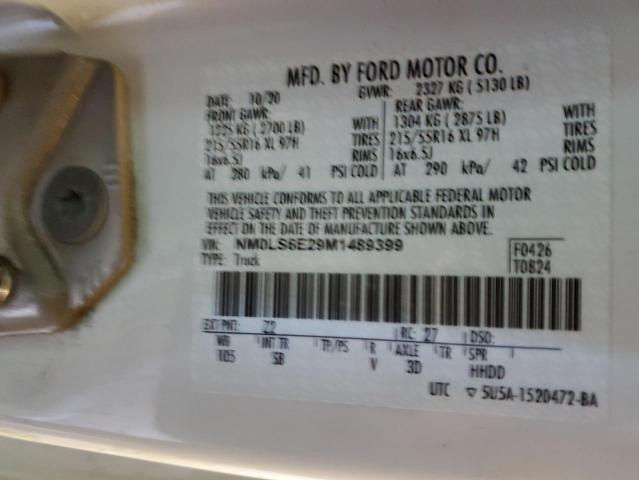 MFD. BY FORD MOTOR CO.
DATE: 10/20 GVWR: 2327 KG ( 5130 LB)
FRONT GAWR: REAR GAWR:
1225 KG ( 2700 LB) WITH 1304 KG ( 2875 LB) WITH
215/55R16 XL 97H TIRES 215/55R16 XL 97H TIRES
16x6.5J RIMS 16x6.5J RIMS
AT 280 kPa/ 41 PSI COLD AT 290 kPa/ 42 PSI COLD
THIS VEHICLE CONFORMS TO ALL APPLICABLE FEDERAL MOTOR
VEHICLE SAFETY AND THEFT PREVENTION STANDARDS IN
EFFECT ON THE DATE OF MANUFACTURE SHOWN ABOVE.
VIN: NM0LS6E29M1489399 F0426
TYPE: Truck T0824
EXT PNT: Z2 RC: 27 DSO:
WB INT TR TP/PS R AXLE TR SPR
105 SB V 3D HHDD
UTC ▽ 5U5A-1520472-BA